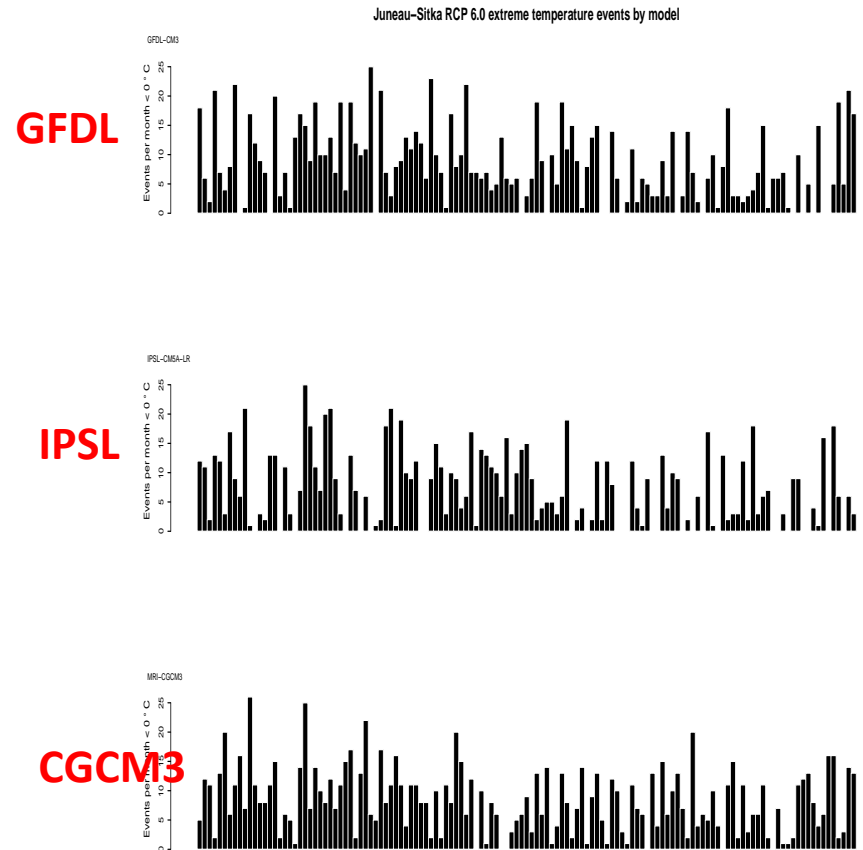 Juneau–Sitka RCP 6.0 extreme temperature events by model
GFDL–CM3
GFDL
Events per month < 0 ° C
25
20
15
10
5
0
IPSL–CM5A–LR
IPSL
Events per month < 0 ° C
25
20
15
10
5
0
MRI–CGCM3
CGCM3
Events per month < 0 ° C
25
20
15
10
5
0